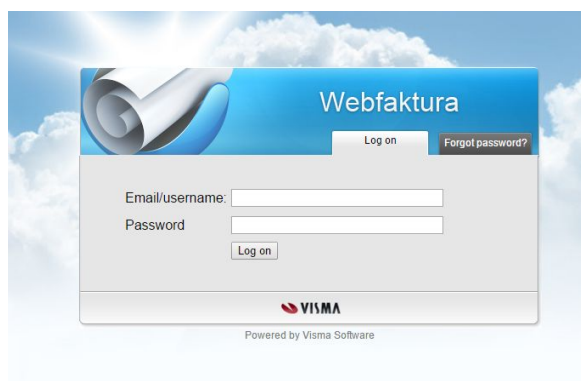 Webfaktura
Log on Forgot password?
Email/username:
Password
Log on
VISMA
Powered by Visma Software